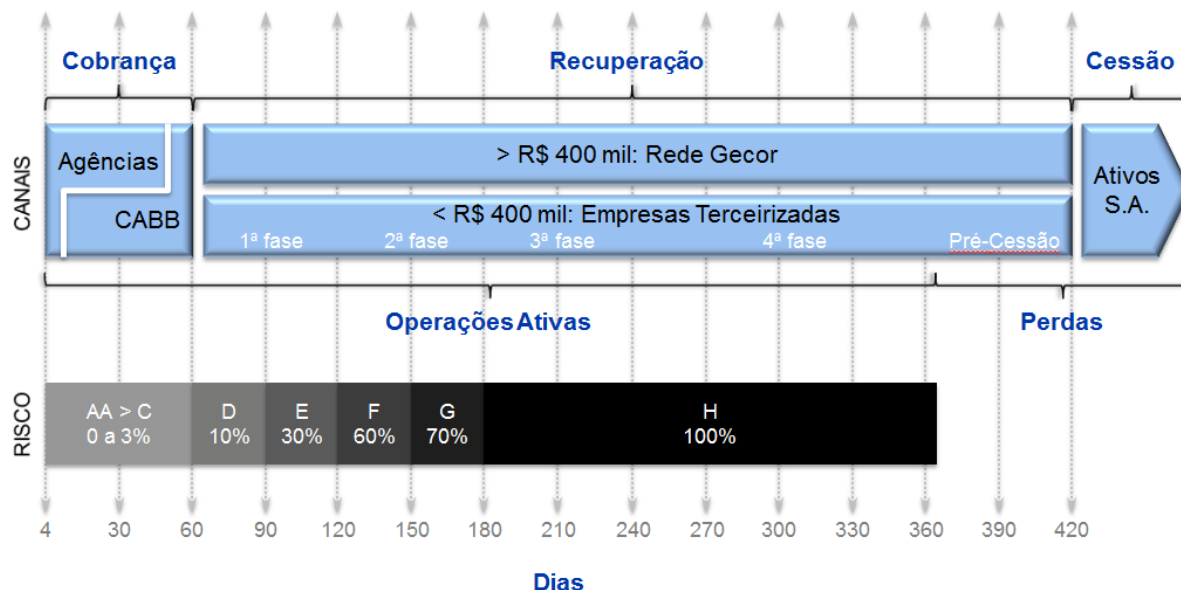 Cobrança
Recuperação
Cessão
CANAIS
Agências
CABB
> R$ 400 mil: Rede Gecor
< R$ 400 mil: Empresas Terceirizadas
1ª fase
2ª fase
3ª fase
4ª fase
Pré-Cessão
Ativos
S.A.
Operações Ativas
Perdas
RISCO
AA > C
0 a 3%
D
10%
E
30%
F
60%
G
70%
H
100%
4
30
60
90
120
150
180
210
240
270
300
330
360
390
420
Dias